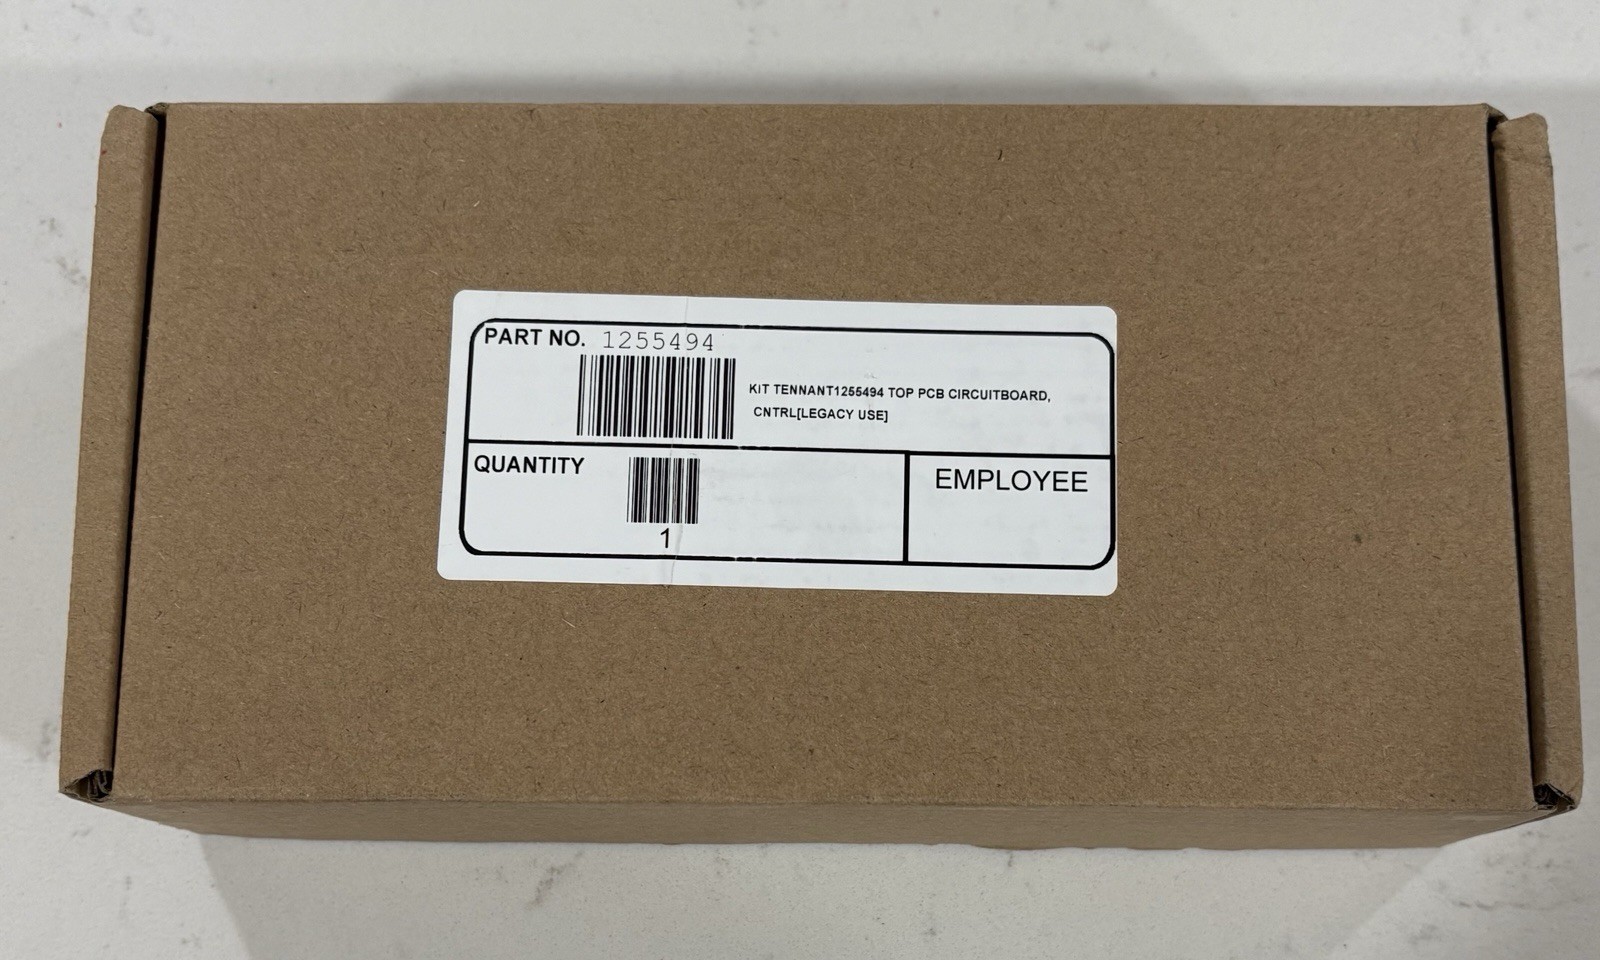 PART NO. 1255494
KIT TENNANT1255494 TOP PCB CIRCUITBOARD,
CNTRL[LEGACY USE]
QUANTITY
1
EMPLOYEE